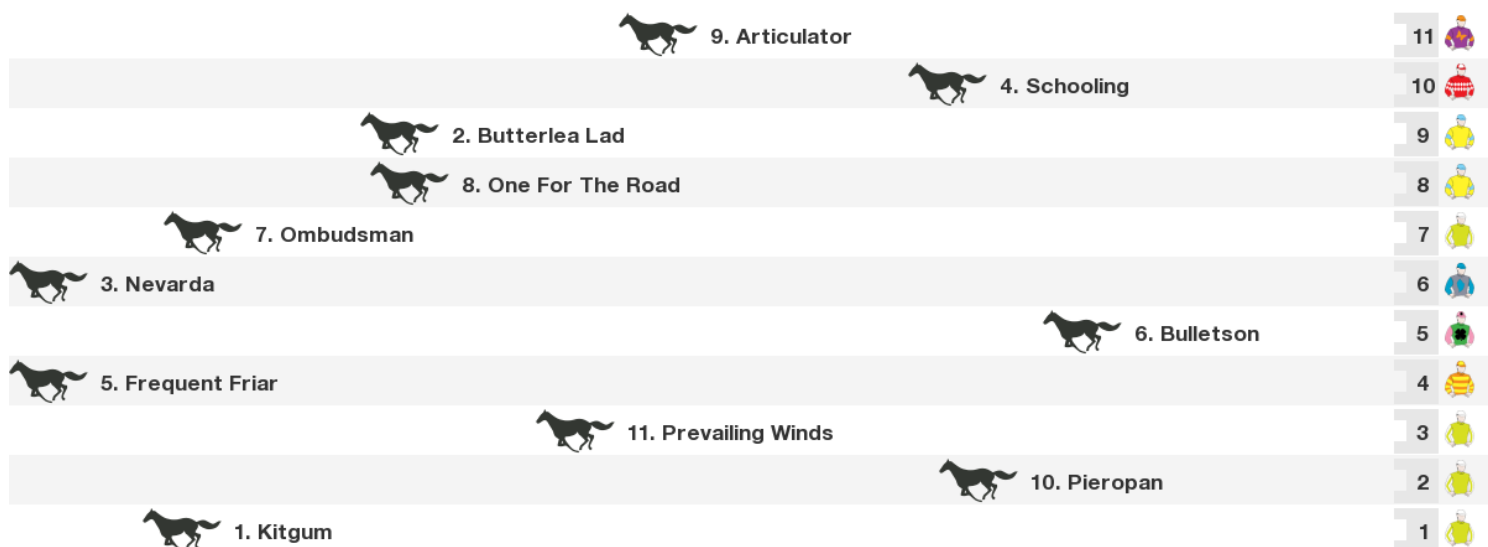 9. Articulator 11
4. Schooling 10
2. Butterlea Lad 9
8. One For The Road 8
7. Ombudsman 7
3. Nevarda 6
6. Bulletson 5
5. Frequent Friar 4
11. Prevailing Winds 3
10. Pieropan 2
1. Kitgum 1